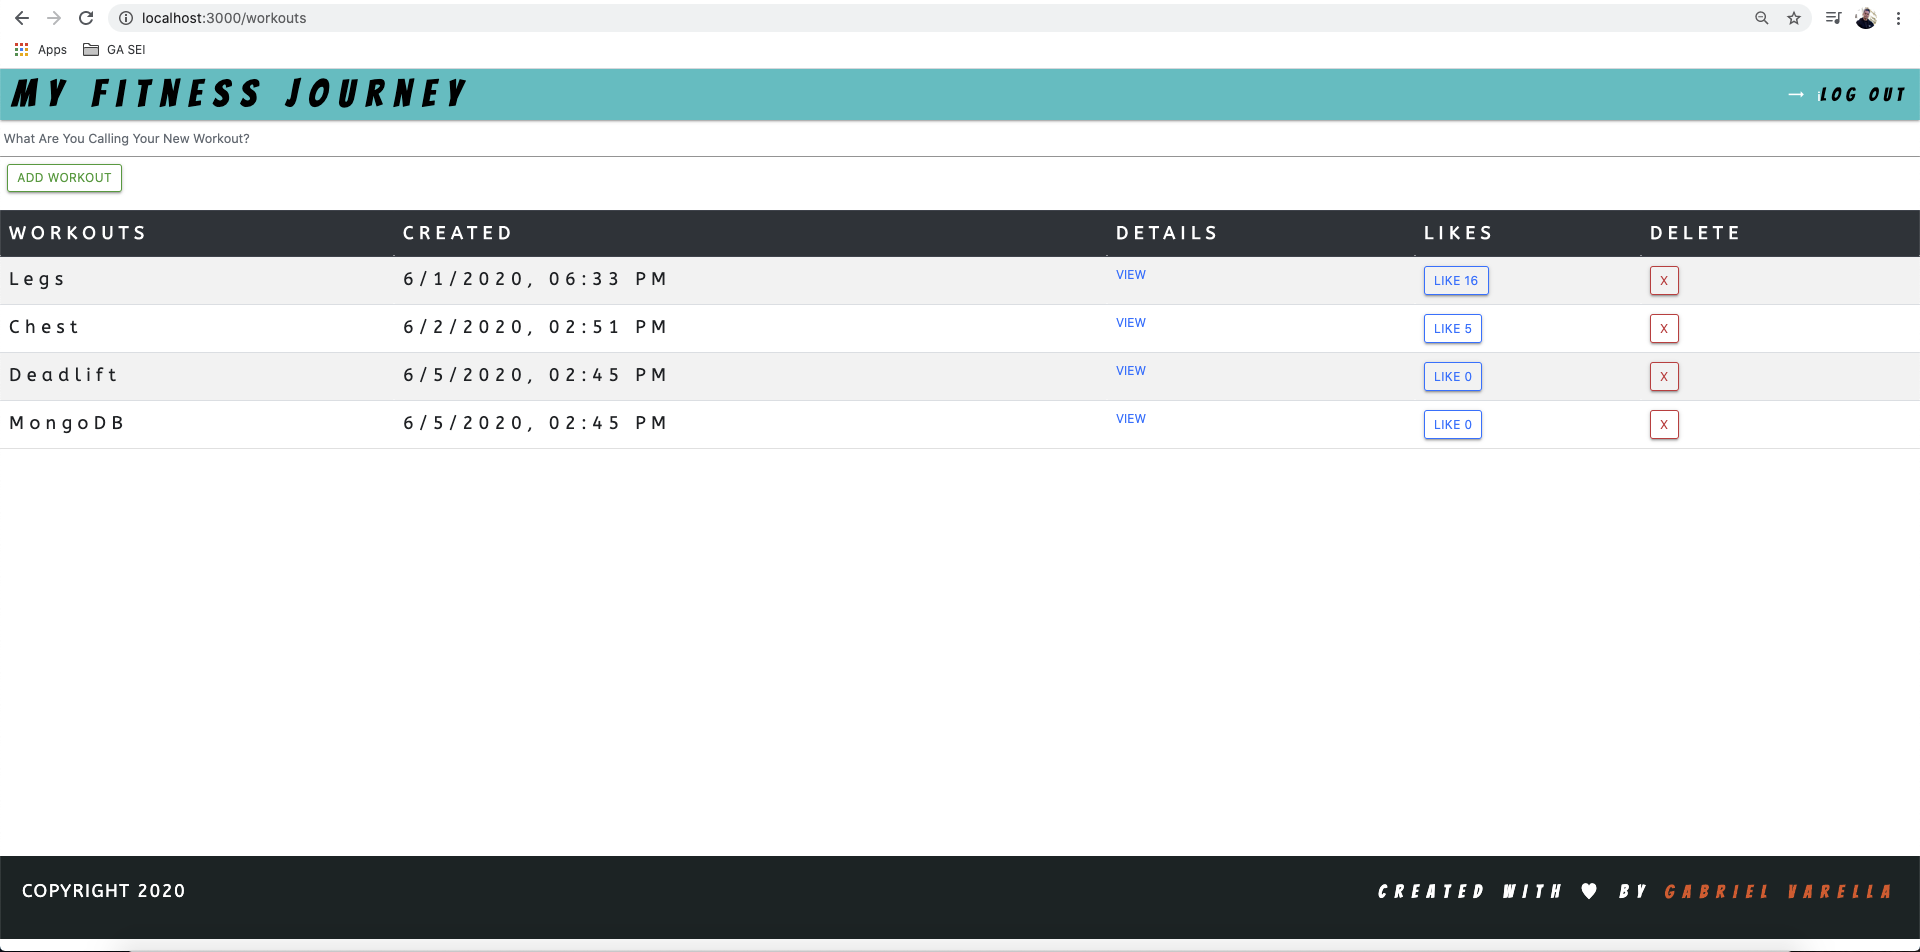 localhost:3000/workouts
Apps GA SEI
MY FITNESS JOURNEY LOG OUT
What Are You Calling Your New Workout?
ADD WORKOUT
WORKOUTS CREATED DETAILS LIKES DELETE
Legs 6/1/2020, 06:33 PM VIEW LIKE 16 X
Chest 6/2/2020, 02:51 PM VIEW LIKE 5 X
Deadlift 6/5/2020, 02:45 PM VIEW LIKE 0 X
MongoDB 6/5/2020, 02:45 PM VIEW LIKE 0 X
COPYRIGHT 2020 CREATED WITH ♥ BY GABRIEL VARELLA